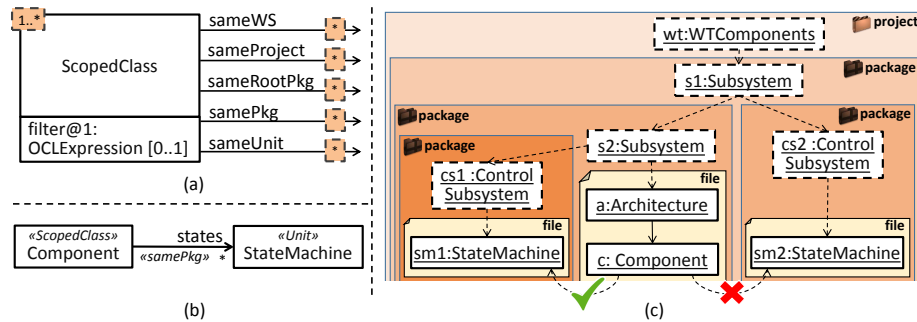 1..*
sameWS
*
sameProject
*
ScopedClass
sameRootPkg
*
samePkg
*
filter@1:
OCLExpression [0..1]
sameUnit
*
(a)
«ScopedClass»
Component
states
«samePkg» *
«Unit»
StateMachine
(b)
project
wt:WTComponents
package
s1:Subsystem
package
package
package
s2:Subsystem
cs1 :Control
Subsystem
cs2 :Control
Subsystem
file
a:Architecture
file
sm1:StateMachine
c: Component
file
sm2:StateMachine
(c)